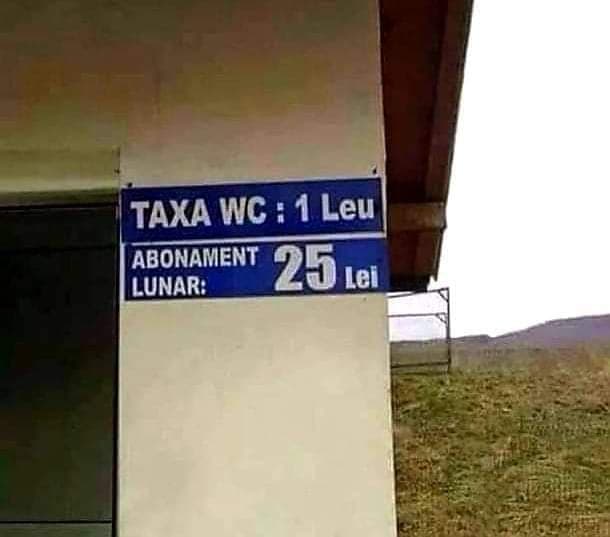 TAXA WC : 1 Leu
ABONAMENT
LUNAR: 25 Lei